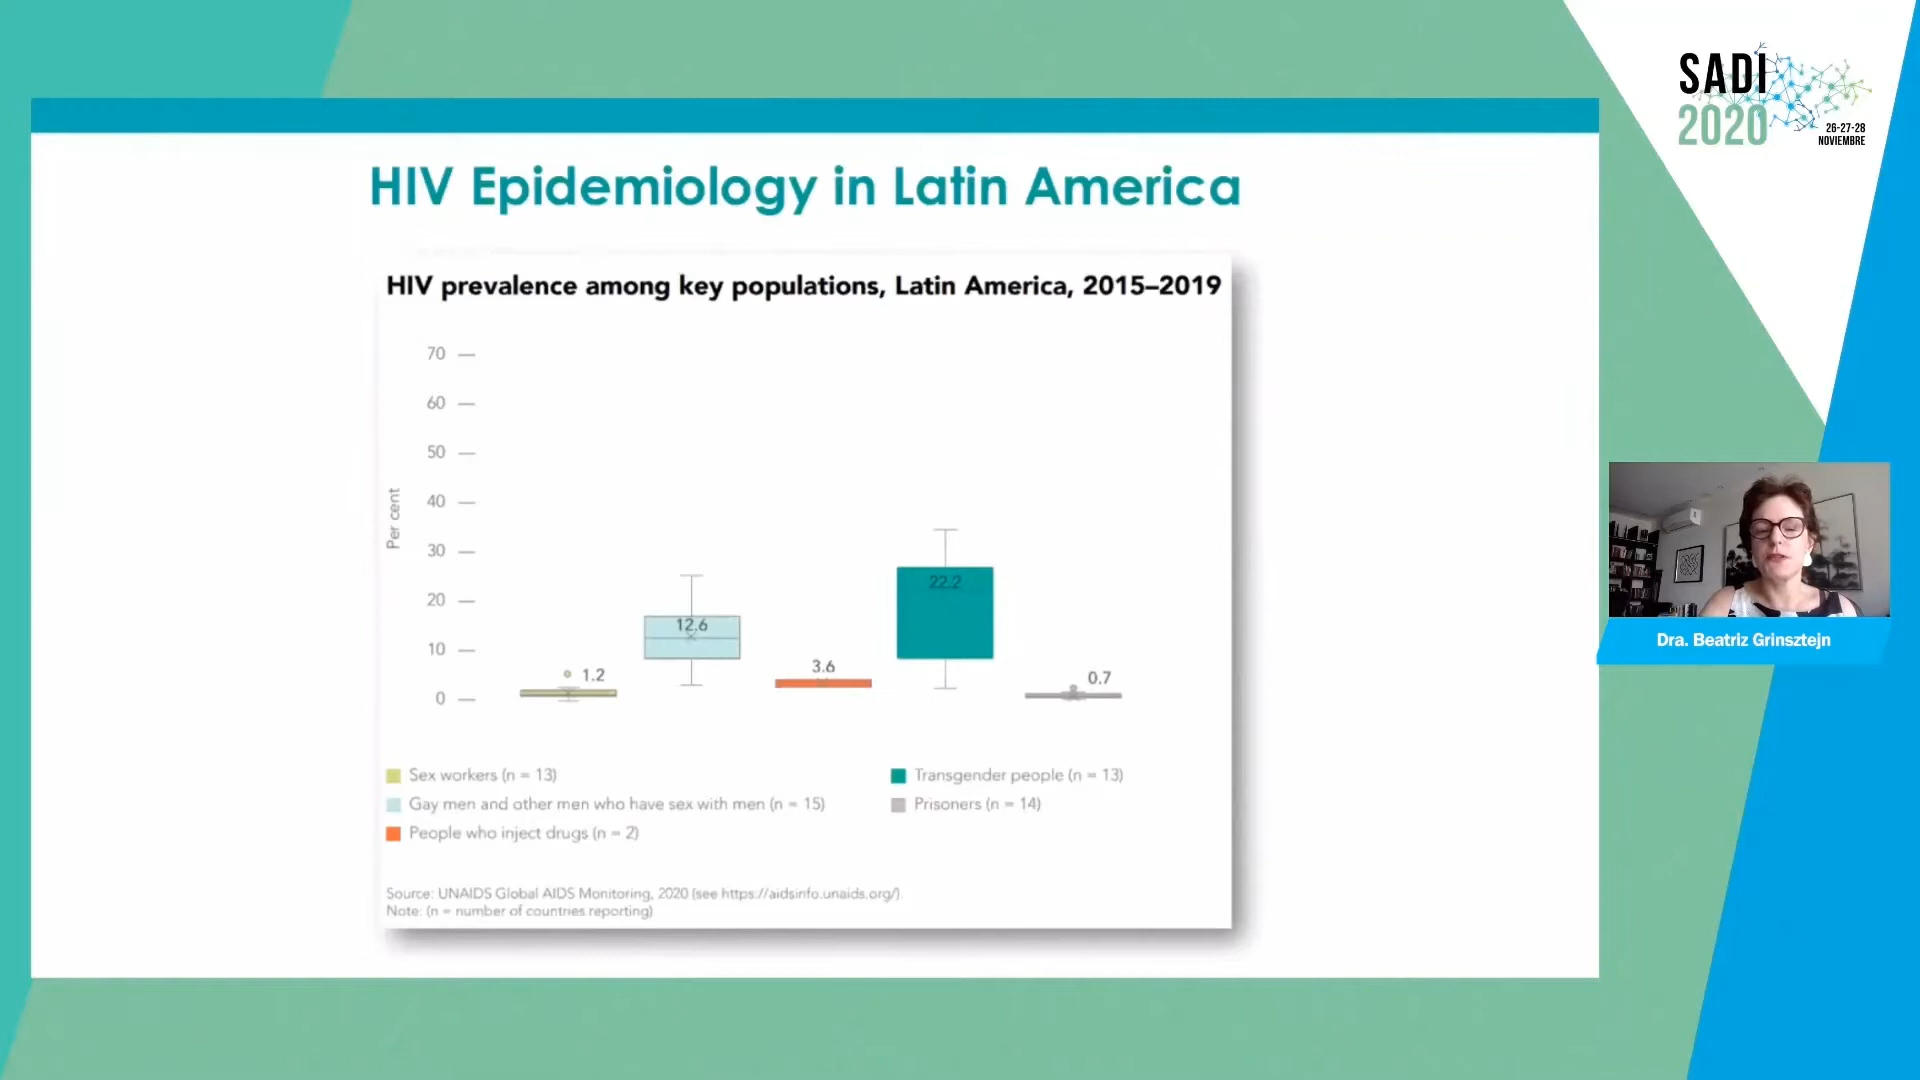 SADI
2020
26-27-28
NOVIEMBRE
HIV Epidemiology in Latin America
HIV prevalence among key populations, Latin America, 2015–2019
Per cent
70
60
50
40
30
20
10
0
1.2
12.6
3.6
22.2
0.7
Sex workers (n = 13)
Gay men and other men who have sex with men (n = 15)
People who inject drugs (n = 2)
Transgender people (n = 13)
Prisoners (n = 14)
Source: UNAIDS Global AIDS Monitoring, 2020 (see https://aidsinfo.unaids.org/).
Note: (n = number of countries reporting)
Dra. Beatriz Grinsztejn